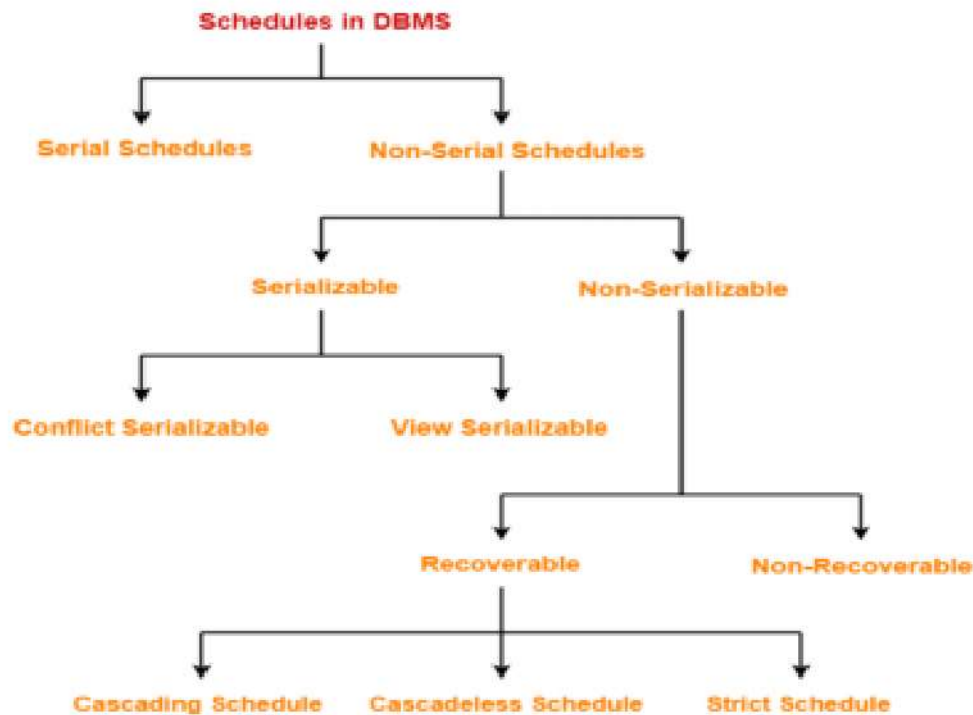 Schedules in DBMS
Serial Schedules
Non-Serial Schedules
Serializable
Non-Serializable
Conflict Serializable
View Serializable
Recoverable
Non-Recoverable
Cascading Schedule
Cascadeless Schedule
Strict Schedule